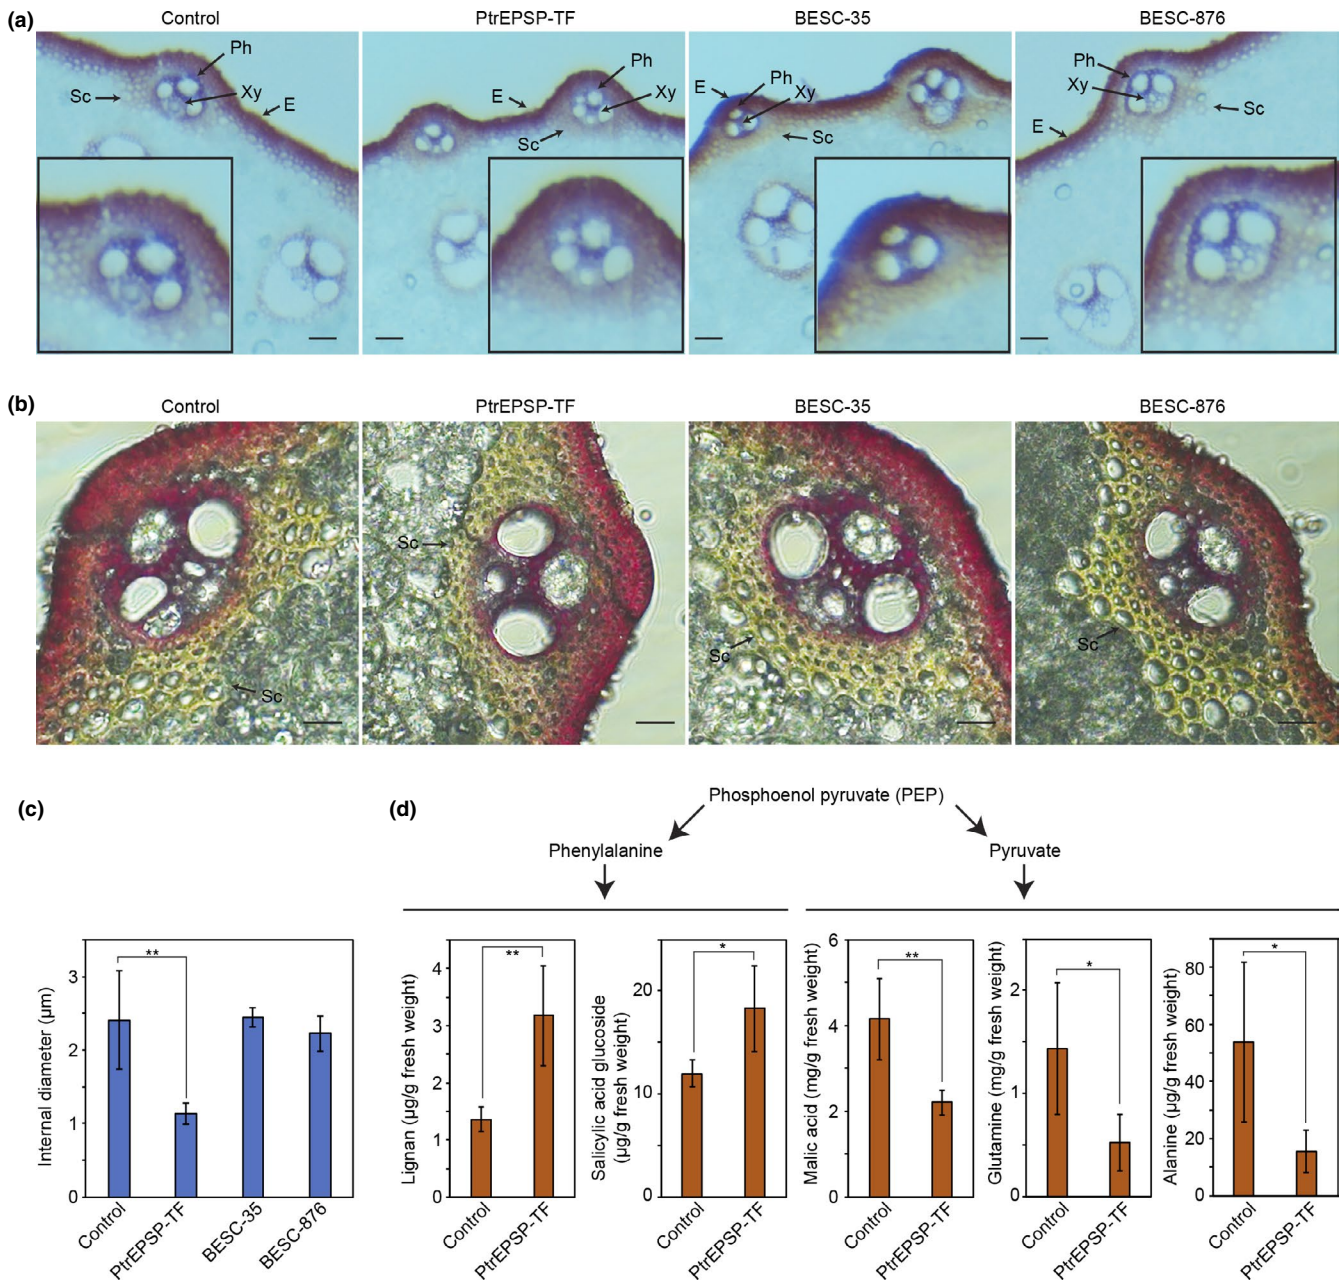 (a)
Control
PtrEPSP-TF
BESC-35
BESC-876
Ph
Sc
Xy
E
Ph
E
Xy
Sc
E
Ph
Xy
Sc
Ph
Xy
Sc
E
(b)
Control
PtrEPSP-TF
BESC-35
BESC-876
Sc
Sc
Sc
Sc
(c)
Internal diameter (µm)
3
2
1
0
**
Control
PtrEPSP-TF
BESC-35
BESC-876
(d)
Phosphoenol pyruvate (PEP)
Phenylalanine
Pyruvate
Lignan (µg/g fresh weight)
4
3
2
1
0
**
Control
PtrEPSP-TF
Salicylic acid glucoside
(µg/g fresh weight)
20
10
0
*
Control
PtrEPSP-TF
Malic acid (mg/g fresh weight)
6
4
2
0
**
Control
PtrEPSP-TF
Glutamine (mg/g fresh weight)
2
1
0
*
Control
PtrEPSP-TF
Alanine (µg/g fresh weight)
80
60
40
20
0
*
Control
PtrEPSP-TF